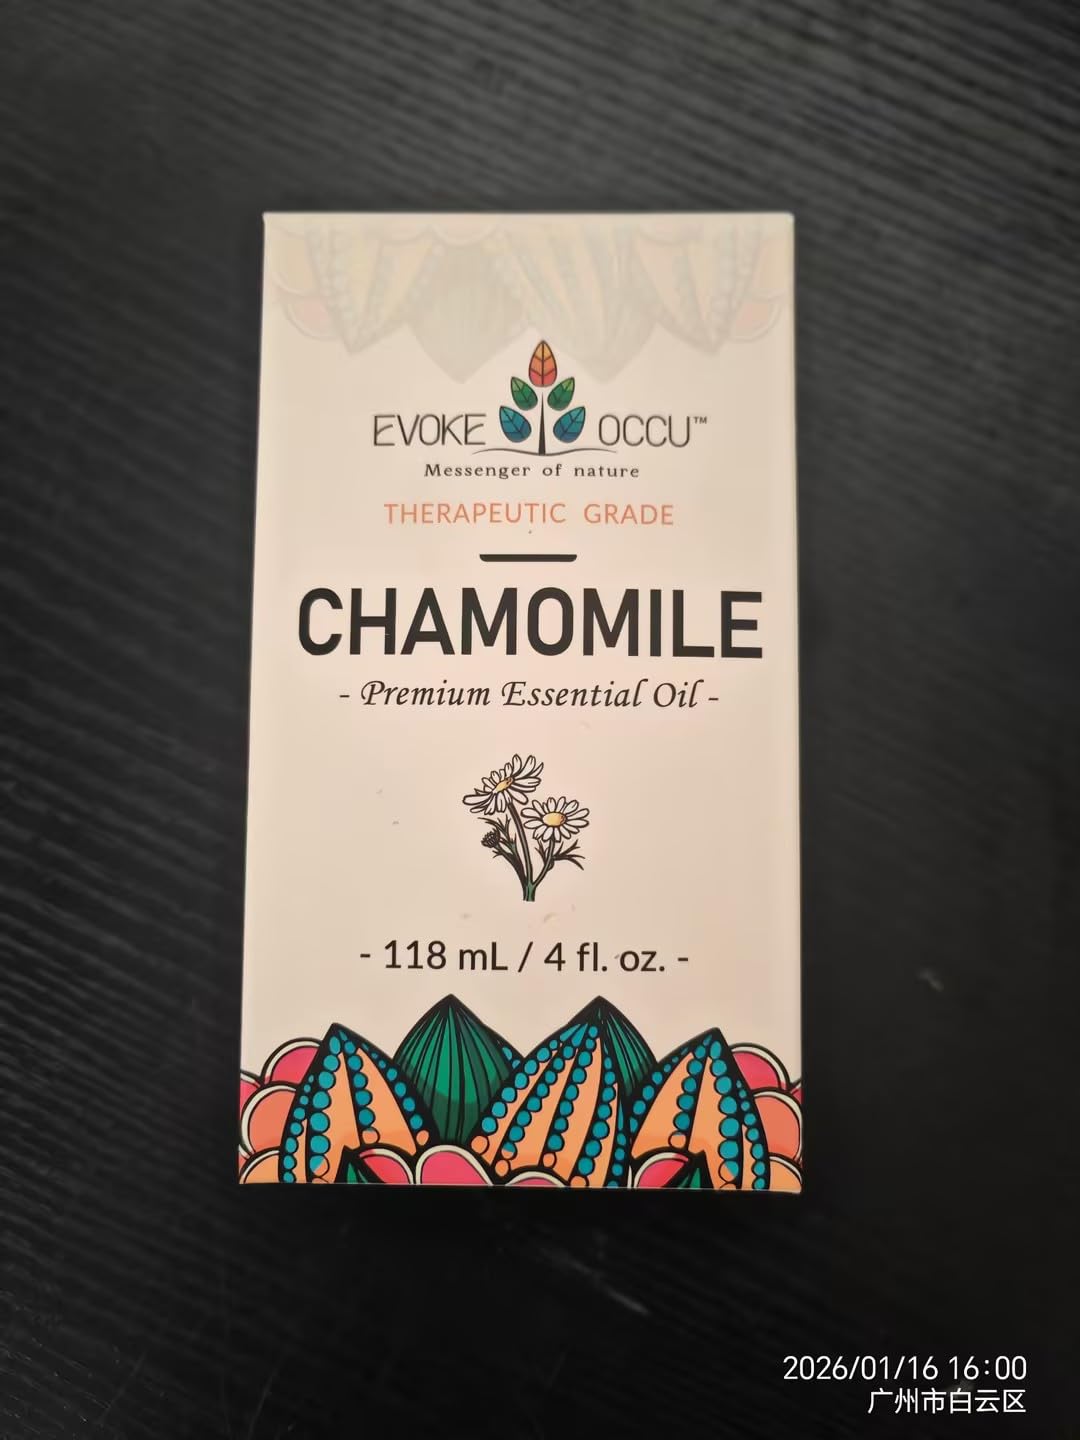 EVOKE OCCU™
Messenger of nature
THERAPEUTIC GRADE
CHAMOMILE
- Premium Essential Oil -
- 118 mL / 4 fl. oz. -
2026/01/16 16:00
广州市白云区